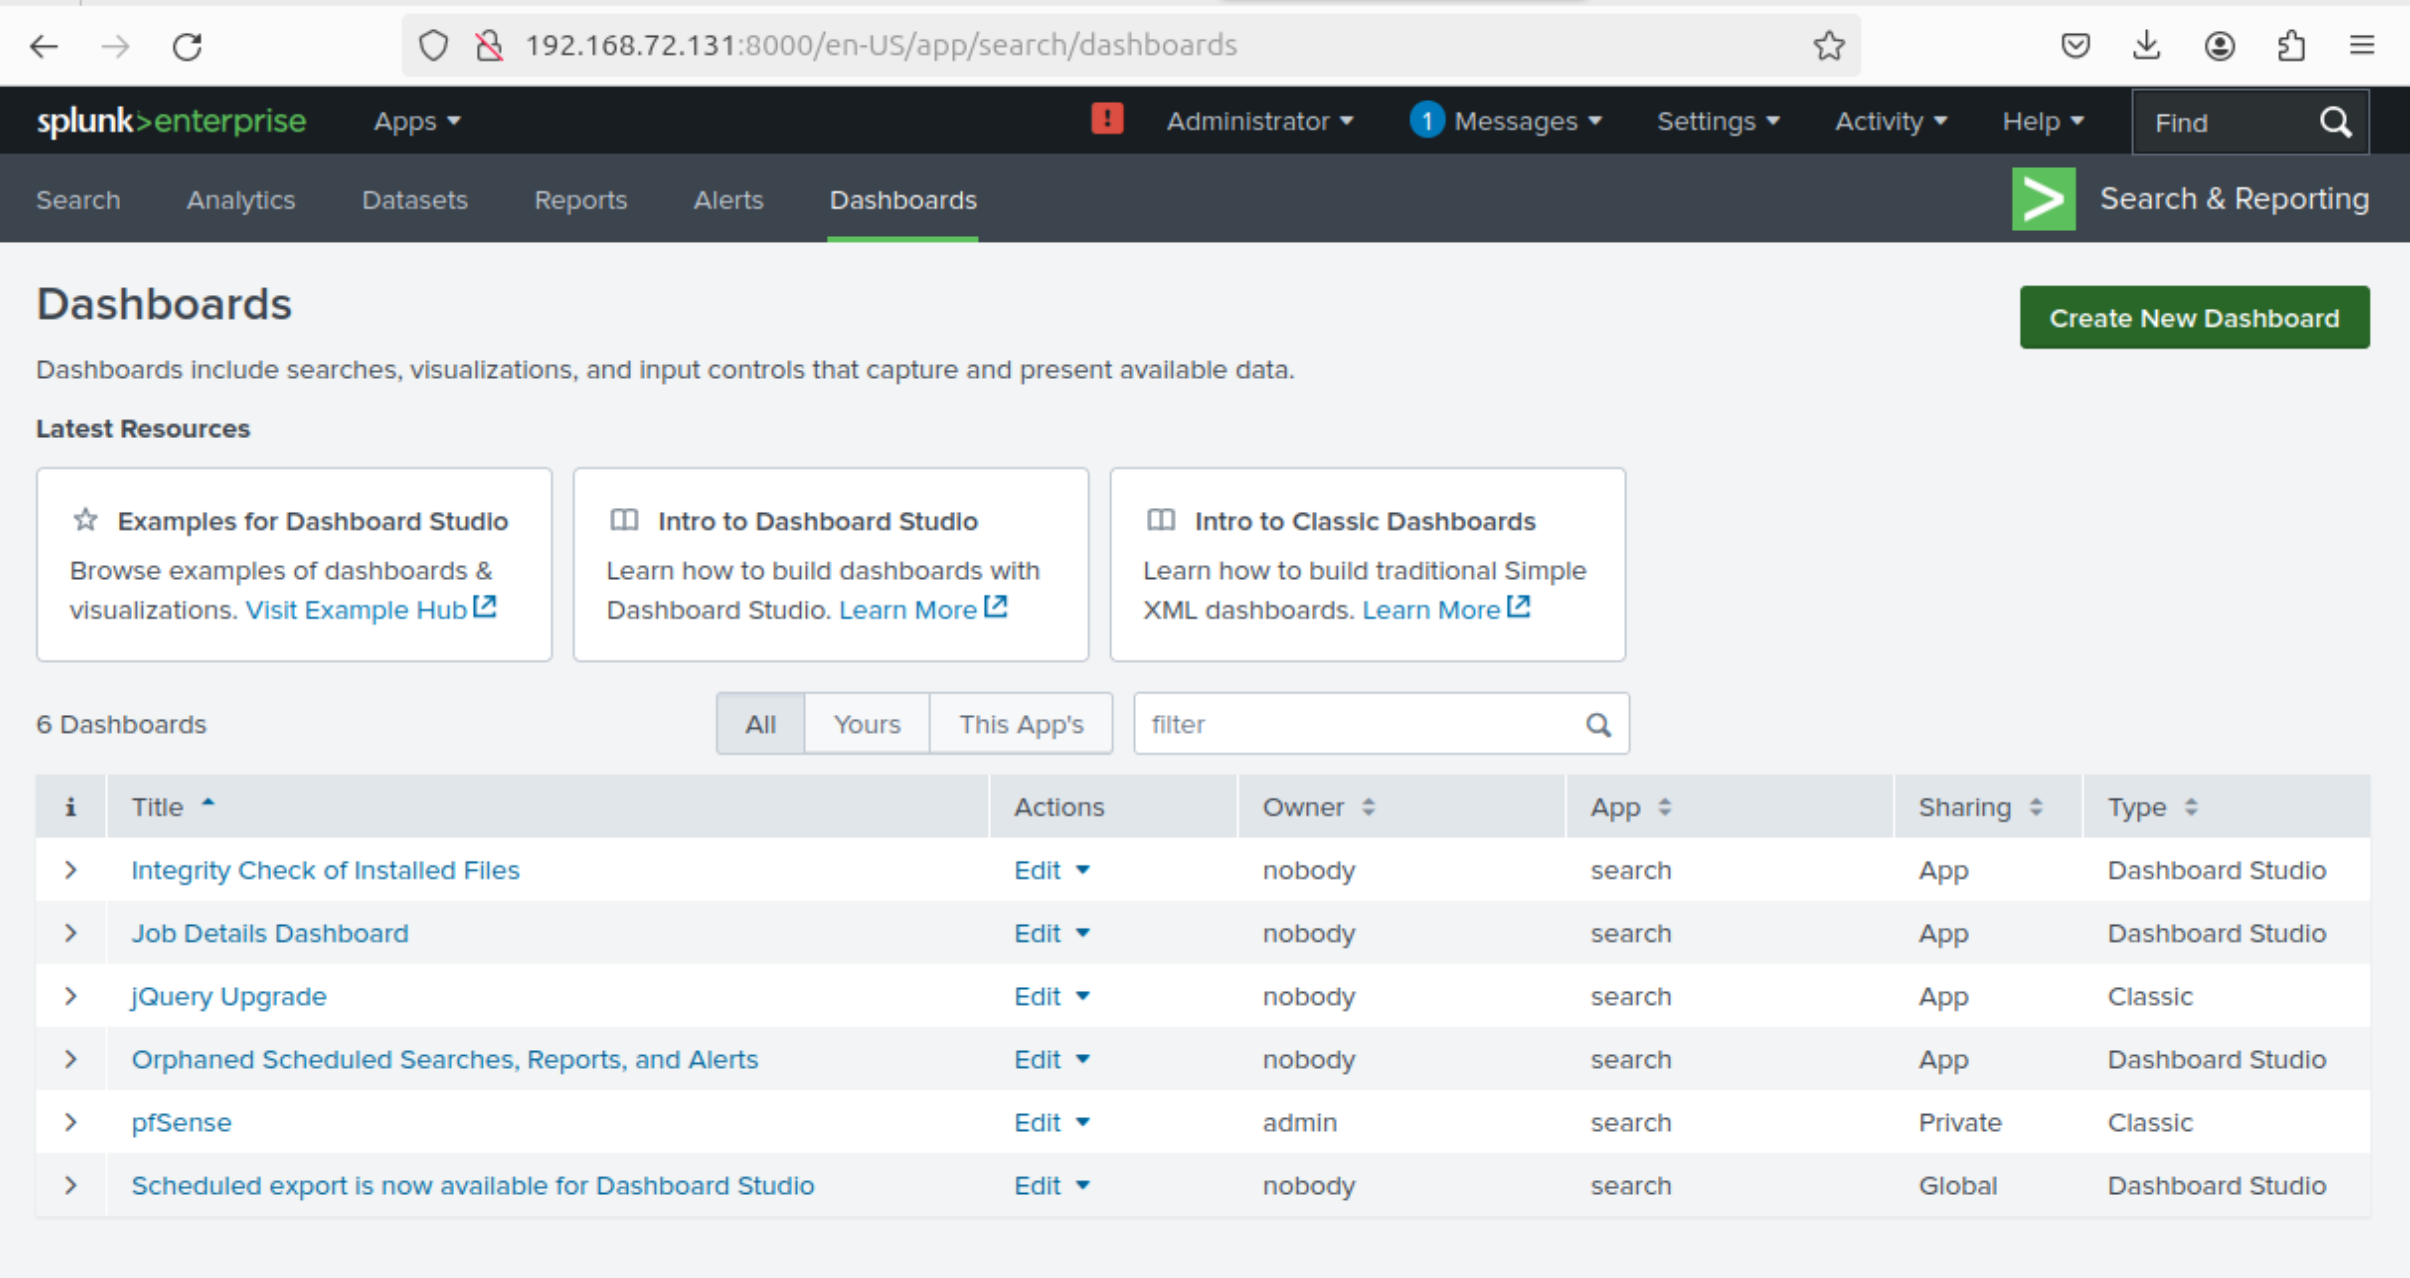 192.168.72.131:8000/en-US/app/search/dashboards
splunk>enterprise Apps ! Administrator 1 Messages Settings Activity Help Find
Search Analytics Datasets Reports Alerts Dashboards > Search & Reporting
Dashboards
Create New Dashboard
Dashboards include searches, visualizations, and input controls that capture and present available data.
Latest Resources
Examples for Dashboard Studio
Browse examples of dashboards &
visualizations. Visit Example Hub
Intro to Dashboard Studio
Learn how to build dashboards with
Dashboard Studio. Learn More
Intro to Classic Dashboards
Learn how to build traditional Simple
XML dashboards. Learn More
6 Dashboards All Yours This App's filter
i Title Actions Owner App Sharing Type
Integrity Check of Installed Files Edit nobody search App Dashboard Studio
Job Details Dashboard Edit nobody search App Dashboard Studio
jQuery Upgrade Edit nobody search App Classic
Orphaned Scheduled Searches, Reports, and Alerts Edit nobody search App Dashboard Studio
pfSense Edit admin search Private Classic
Scheduled export is now available for Dashboard Studio Edit nobody search Global Dashboard Studio